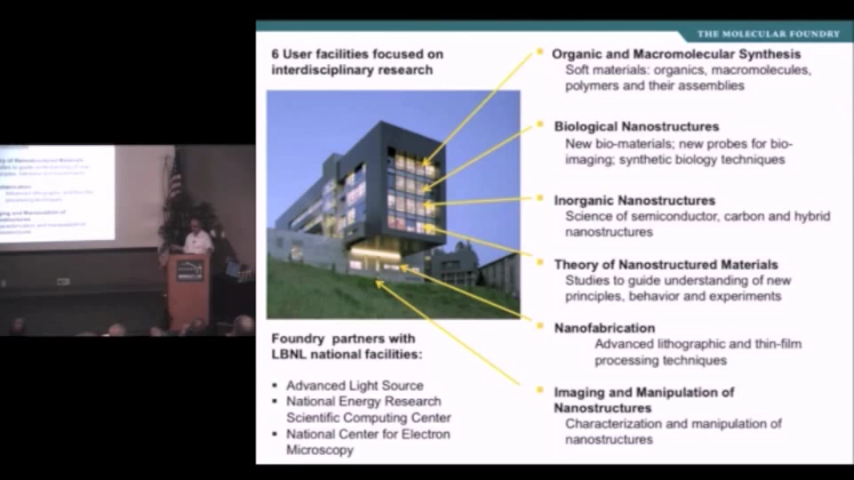 THE MOLECULAR FOUNDRY
6 User facilities focused on
interdisciplinary research
Organic and Macromolecular Synthesis
Soft materials: organics, macromolecules,
polymers and their assemblies
Biological Nanostructures
New bio-materials; new probes for bio-
imaging; synthetic biology techniques
Inorganic Nanostructures
Science of semiconductor, carbon and hybrid
nanostructures
Theory of Nanostructured Materials
Studies to guide understanding of new
principles, behavior and experiments
Nanofabrication
Advanced lithographic and thin-film
processing techniques
Imaging and Manipulation of
Nanostructures
Characterization and manipulation of
nanostructures
Foundry partners with
LBNL national facilities:
Advanced Light Source
National Energy Research
Scientific Computing Center
National Center for Electron
Microscopy